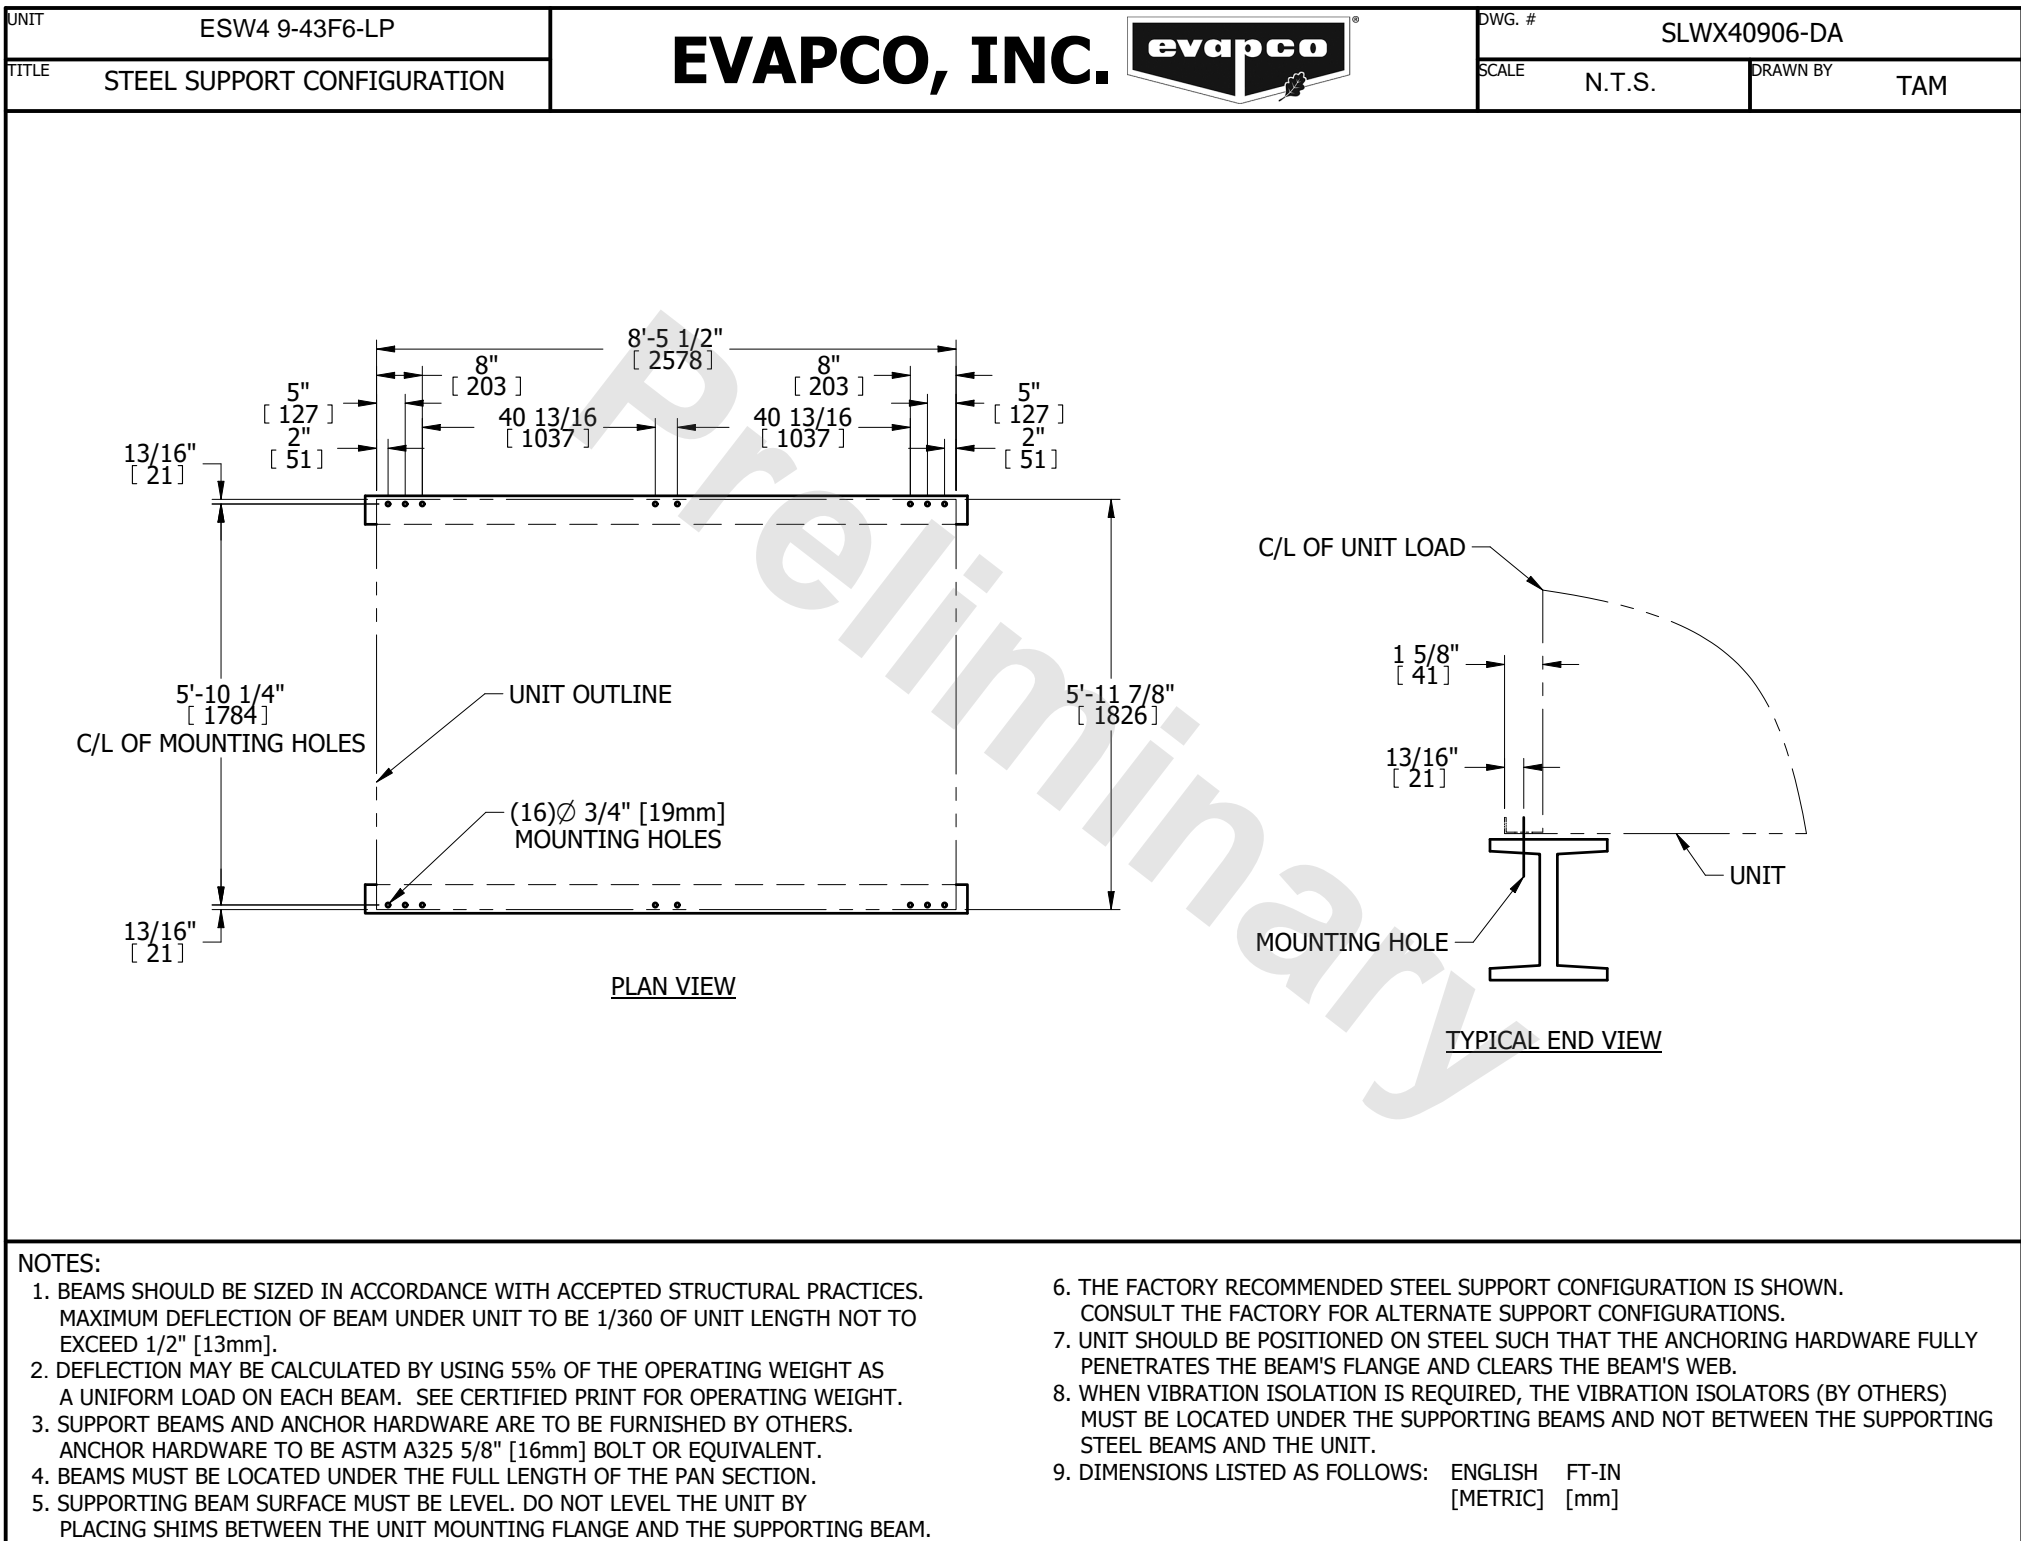 UNIT
ESW4 9-43F6-LP
TITLE
STEEL SUPPORT CONFIGURATION
EVAPCO, INC.
evapco
®
DWG. #
SLWX40906-DA
SCALE
N.T.S.
DRAWN BY
TAM
8'-5 1/2"
[ 2578 ]
8"
[ 203 ]
8"
[ 203 ]
5"
[ 127 ]
5"
[ 127 ]
40 13/16
[ 1037 ]
40 13/16
[ 1037 ]
2"
[ 51 ]
2"
[ 51 ]
13/16"
[ 21 ]
5'-10 1/4"
[ 1784 ]
C/L OF MOUNTING HOLES
UNIT OUTLINE
5'-11 7/8"
[ 1826 ]
(16)Ø 3/4" [19mm]
MOUNTING HOLES
13/16"
[ 21 ]
PLAN VIEW
C/L OF UNIT LOAD
1 5/8"
[ 41 ]
13/16"
[ 21 ]
UNIT
MOUNTING HOLE
TYPICAL END VIEW
Preliminary
NOTES:
1. BEAMS SHOULD BE SIZED IN ACCORDANCE WITH ACCEPTED STRUCTURAL PRACTICES.
MAXIMUM DEFLECTION OF BEAM UNDER UNIT TO BE 1/360 OF UNIT LENGTH NOT TO
EXCEED 1/2" [13mm].
2. DEFLECTION MAY BE CALCULATED BY USING 55% OF THE OPERATING WEIGHT AS
A UNIFORM LOAD ON EACH BEAM. SEE CERTIFIED PRINT FOR OPERATING WEIGHT.
3. SUPPORT BEAMS AND ANCHOR HARDWARE ARE TO BE FURNISHED BY OTHERS.
ANCHOR HARDWARE TO BE ASTM A325 5/8" [16mm] BOLT OR EQUIVALENT.
4. BEAMS MUST BE LOCATED UNDER THE FULL LENGTH OF THE PAN SECTION.
5. SUPPORTING BEAM SURFACE MUST BE LEVEL. DO NOT LEVEL THE UNIT BY
PLACING SHIMS BETWEEN THE UNIT MOUNTING FLANGE AND THE SUPPORTING BEAM.
6. THE FACTORY RECOMMENDED STEEL SUPPORT CONFIGURATION IS SHOWN.
CONSULT THE FACTORY FOR ALTERNATE SUPPORT CONFIGURATIONS.
7. UNIT SHOULD BE POSITIONED ON STEEL SUCH THAT THE ANCHORING HARDWARE FULLY
PENETRATES THE BEAM'S FLANGE AND CLEARS THE BEAM'S WEB.
8. WHEN VIBRATION ISOLATION IS REQUIRED, THE VIBRATION ISOLATORS (BY OTHERS)
MUST BE LOCATED UNDER THE SUPPORTING BEAMS AND NOT BETWEEN THE SUPPORTING
STEEL BEAMS AND THE UNIT.
9. DIMENSIONS LISTED AS FOLLOWS: ENGLISH FT-IN
[METRIC] [mm]